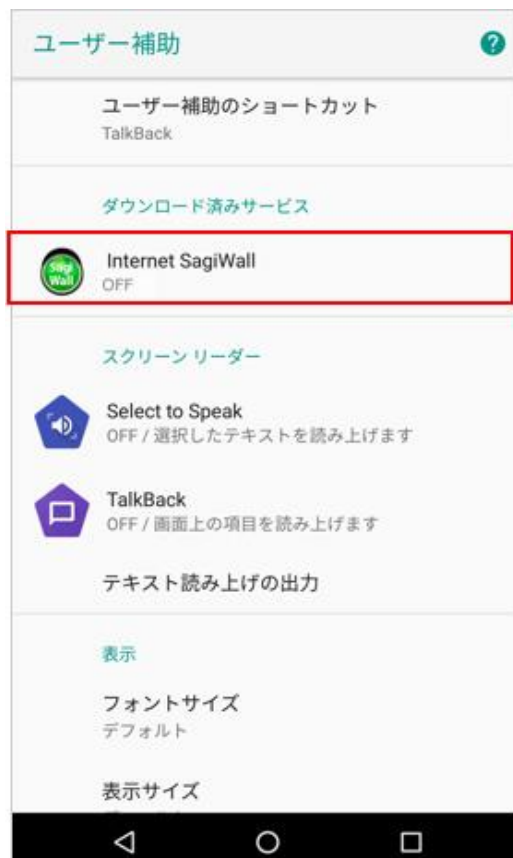 ユーザー補助
?
ユーザー補助のショートカット
TalkBack
ダウンロード済みサービス
Sagi
Wall
Internet SagiWall
OFF
スクリーン リーダー
Select to Speak
OFF / 選択したテキストを読み上げます
TalkBack
OFF / 画面上の項目を読み上げます
テキスト読み上げの出力
表示
フォントサイズ
デフォルト
表示サイズ